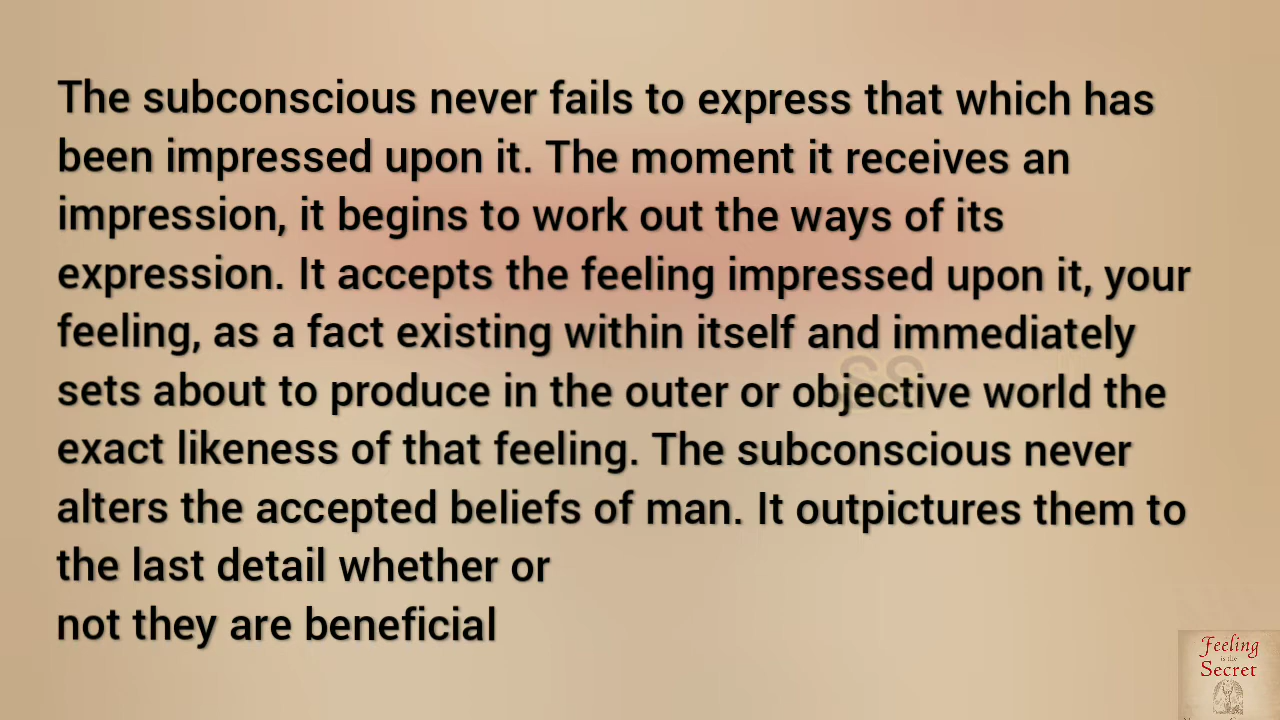 The subconscious never fails to express that which has
been impressed upon it. The moment it receives an
impression, it begins to work out the ways of its
expression. It accepts the feeling impressed upon it, your
feeling, as a fact existing within itself and immediately
sets about to produce in the outer or objective world the
exact likeness of that feeling. The subconscious never
alters the accepted beliefs of man. It outpictures them to
the last detail whether or
not they are beneficial
ss
Feeling
is the
Secret